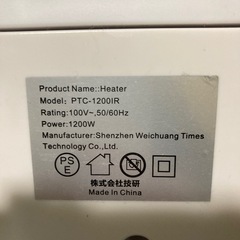 Product Name::Heater
Model: PTC-1200IR
Rating:100V~,50/60Hz
Power:1200W
Manufacturer:Shenzhen Weichuang Times
Technology Co.,Ltd.
PS
E
株式会社技研
Made In China